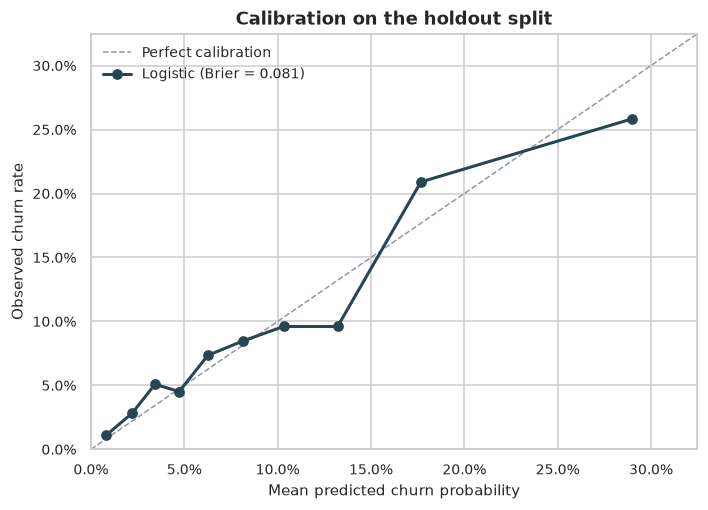 Calibration on the holdout split
Perfect calibration
Logistic (Brier = 0.081)
30.0%
25.0%
20.0%
15.0%
10.0%
5.0%
0.0%
Observed churn rate
0.0% 5.0% 10.0% 15.0% 20.0% 25.0% 30.0%
Mean predicted churn probability